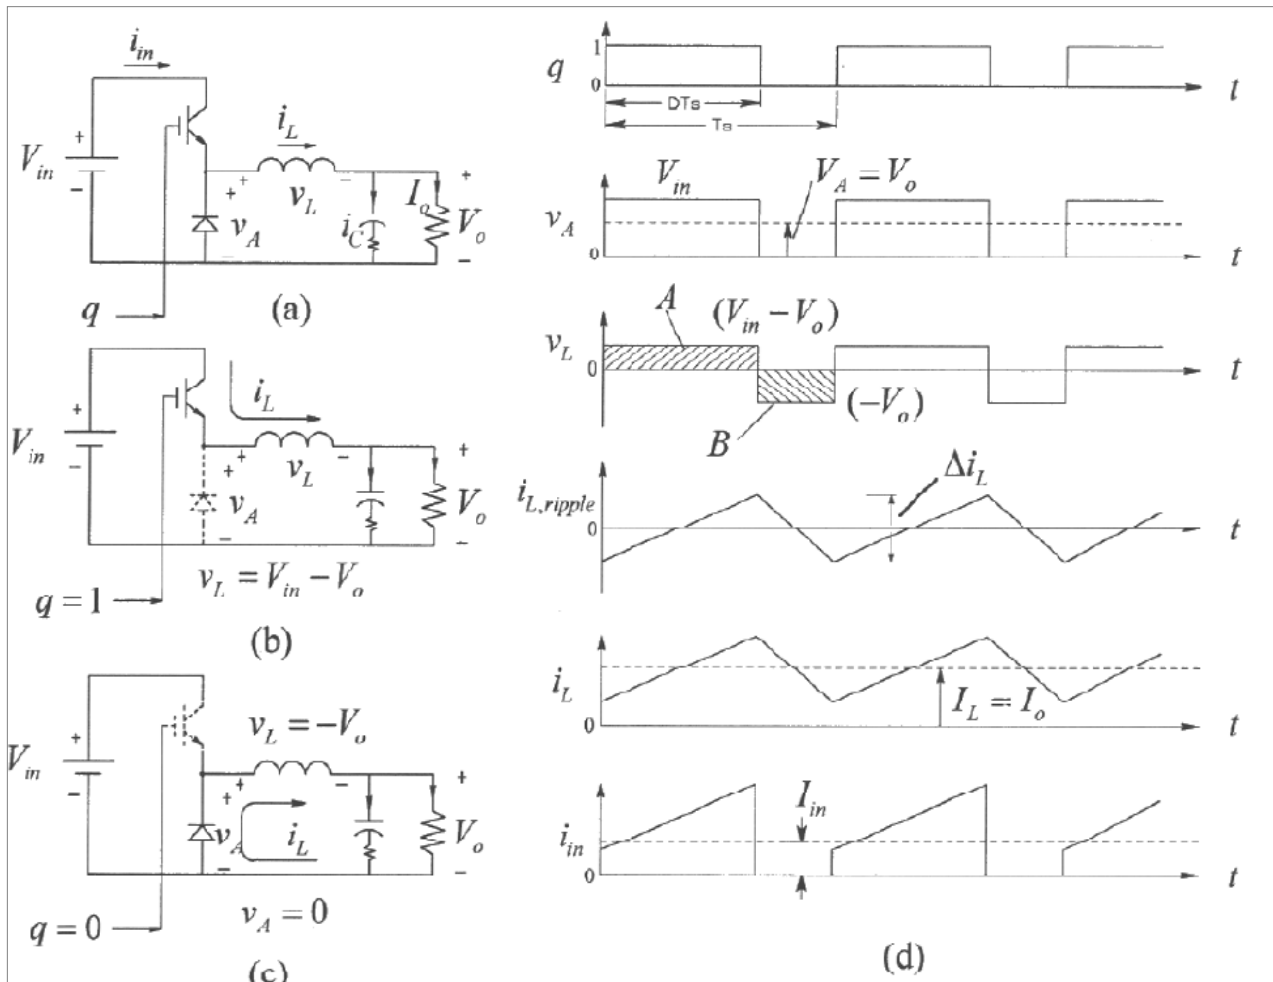 i_in
i_L
V_in
+
−
+ +
v_L
−
v_A
−
i_C
I_o
+
V_o
−
q
(a)
V_in
+
−
i_L
+ +
v_L
−
v_A
−
+
V_o
−
v_L = V_in − V_o
q = 1
(b)
V_in
+
−
v_L = −V_o
+ +
−
v_A
i_L
−
+
V_o
−
v_A = 0
q = 0
(c)
q
1
0
DTs
Ts
t
v_A
0
V_in
V_A = V_o
t
v_L
0
A
(V_in − V_o)
B
(−V_o)
t
i_L,ripple
0
Δi_L
t
i_L
0
I_L = I_o
t
i_in
0
I_in
t
(d)